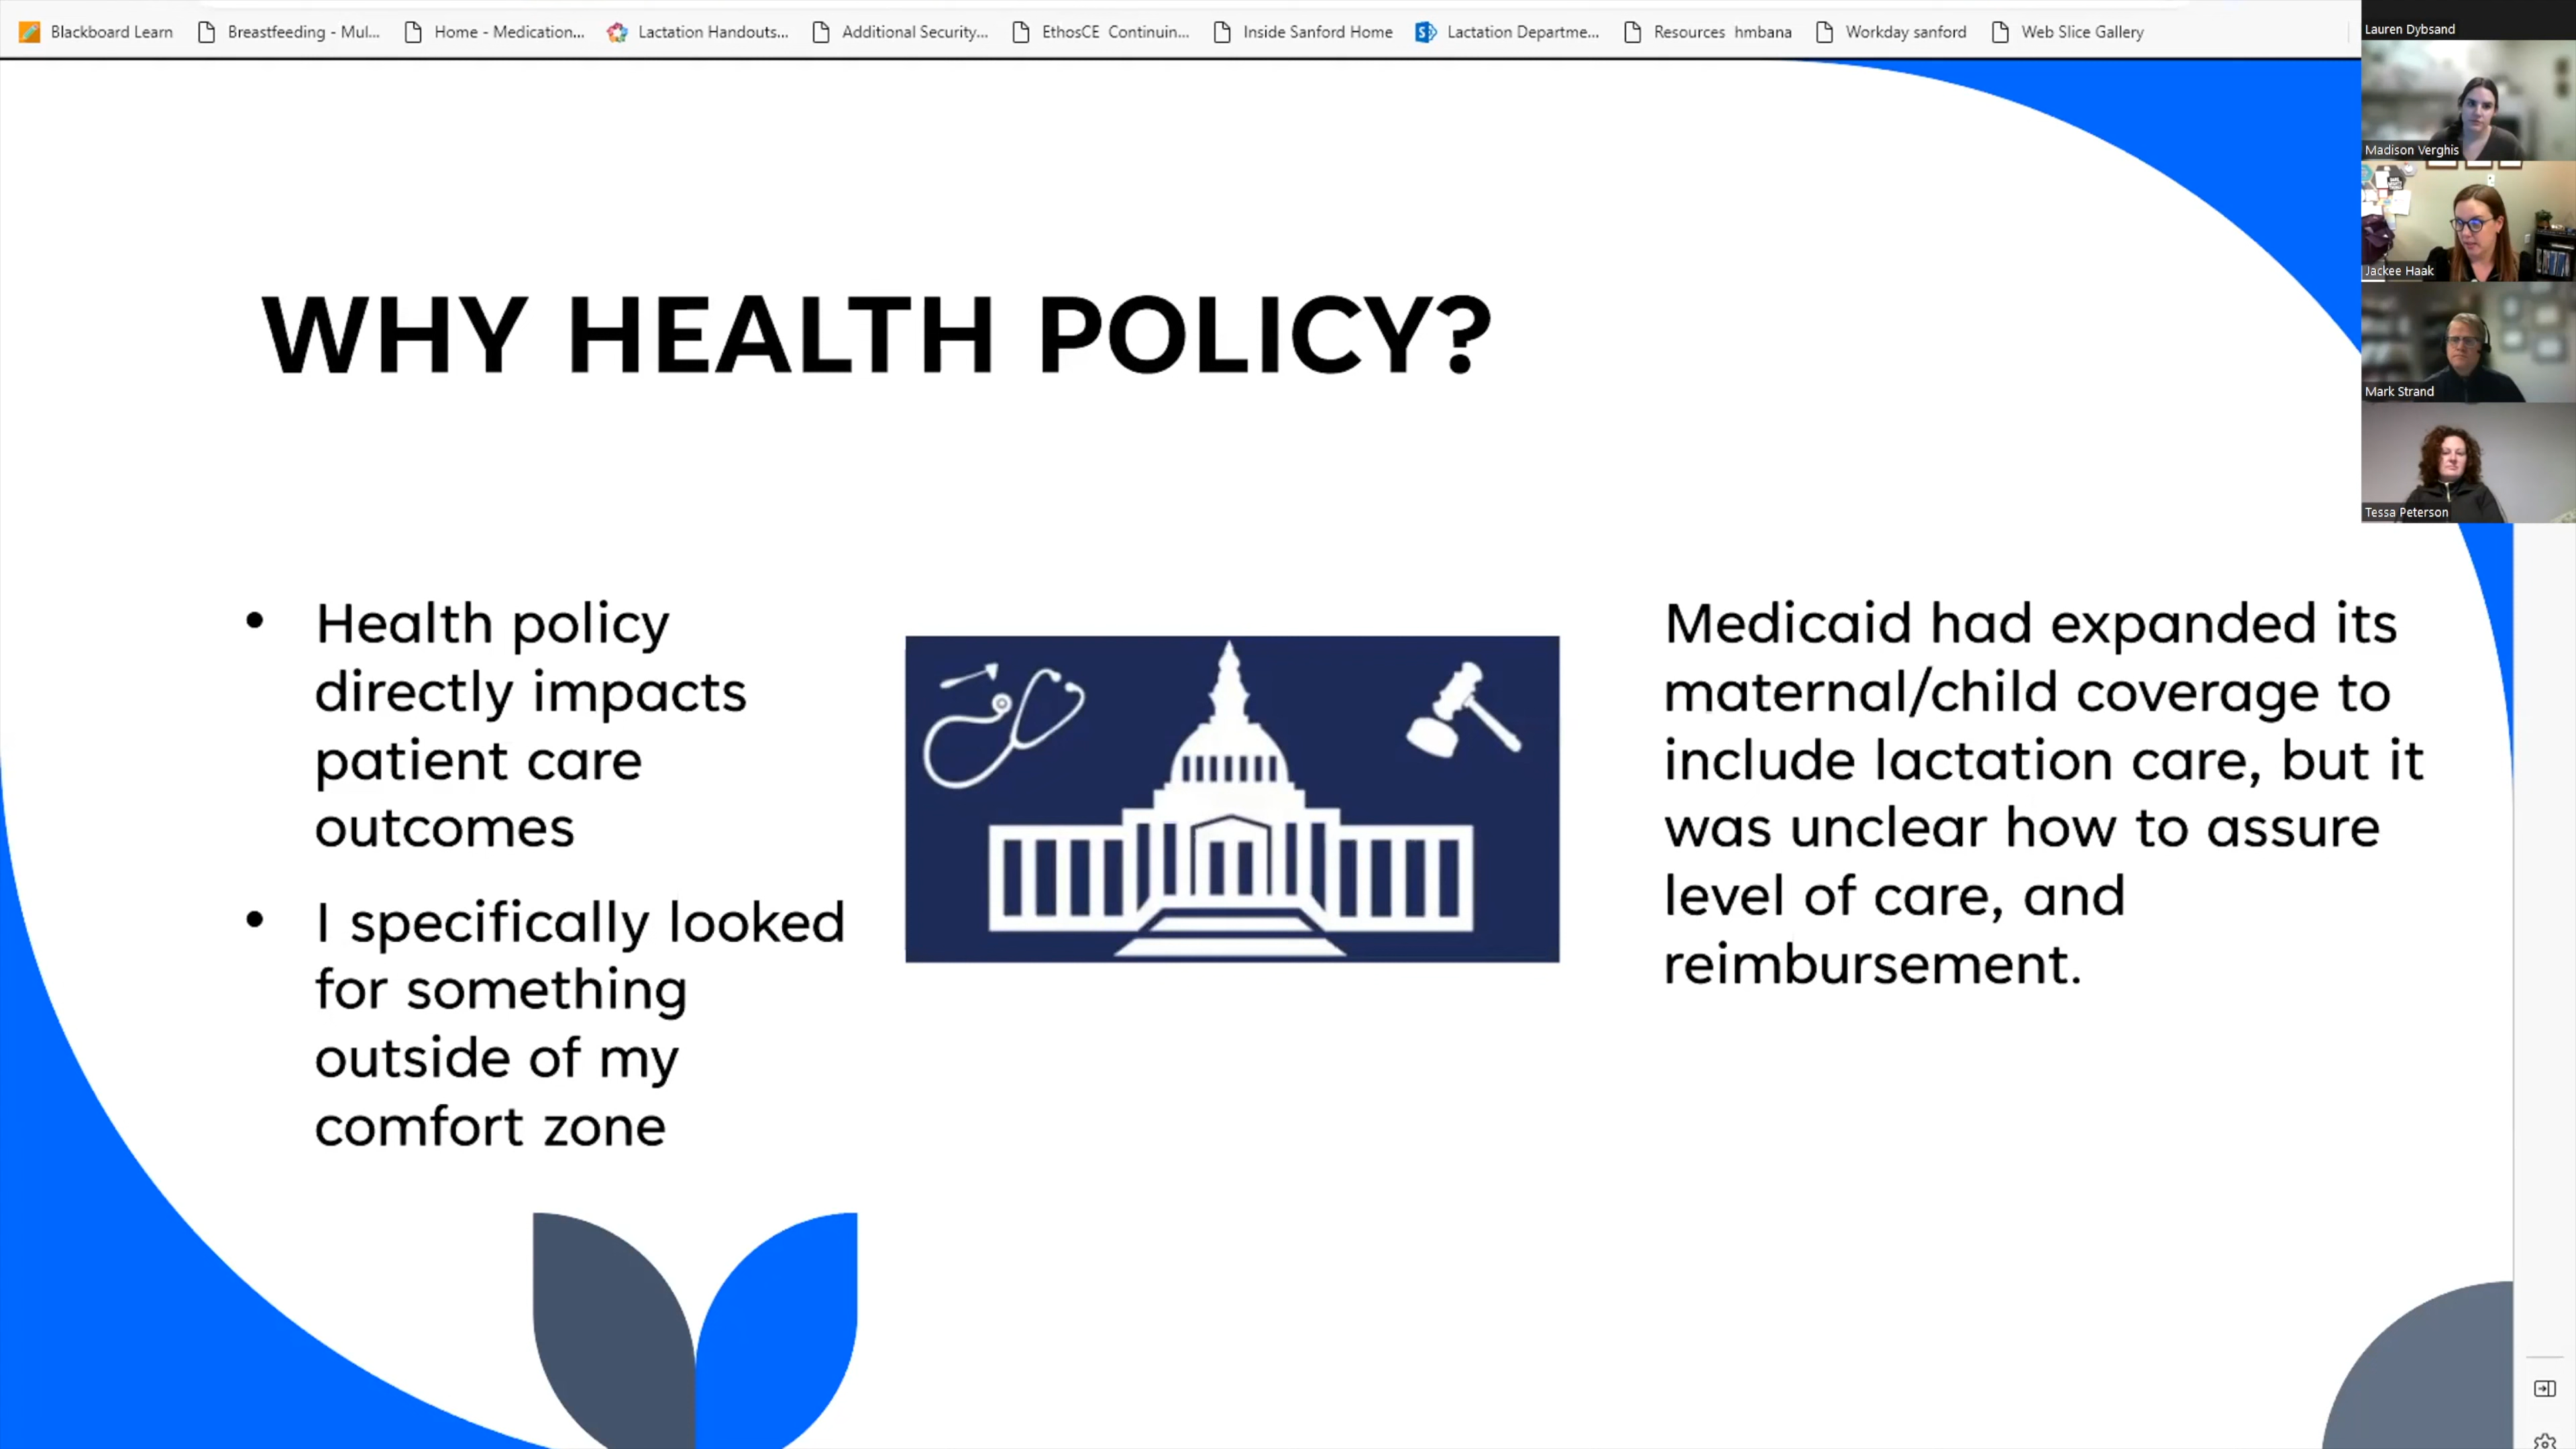 Blackboard Learn
Breastfeeding - Mul...
Home - Medication...
Lactation Handouts...
Additional Security...
EthosCE Continuin...
Inside Sanford Home
Lactation Departme...
Resources hmbana
Workday sanford
Web Slice Gallery
Lauren Dybsand
Madison Verghis
Jackee Haak
Mark Strand
Tessa Peterson
WHY HEALTH POLICY?
• Health policy
directly impacts
patient care
outcomes
• I specifically looked
for something
outside of my
comfort zone
Medicaid had expanded its
maternal/child coverage to
include lactation care, but it
was unclear how to assure
level of care, and
reimbursement.